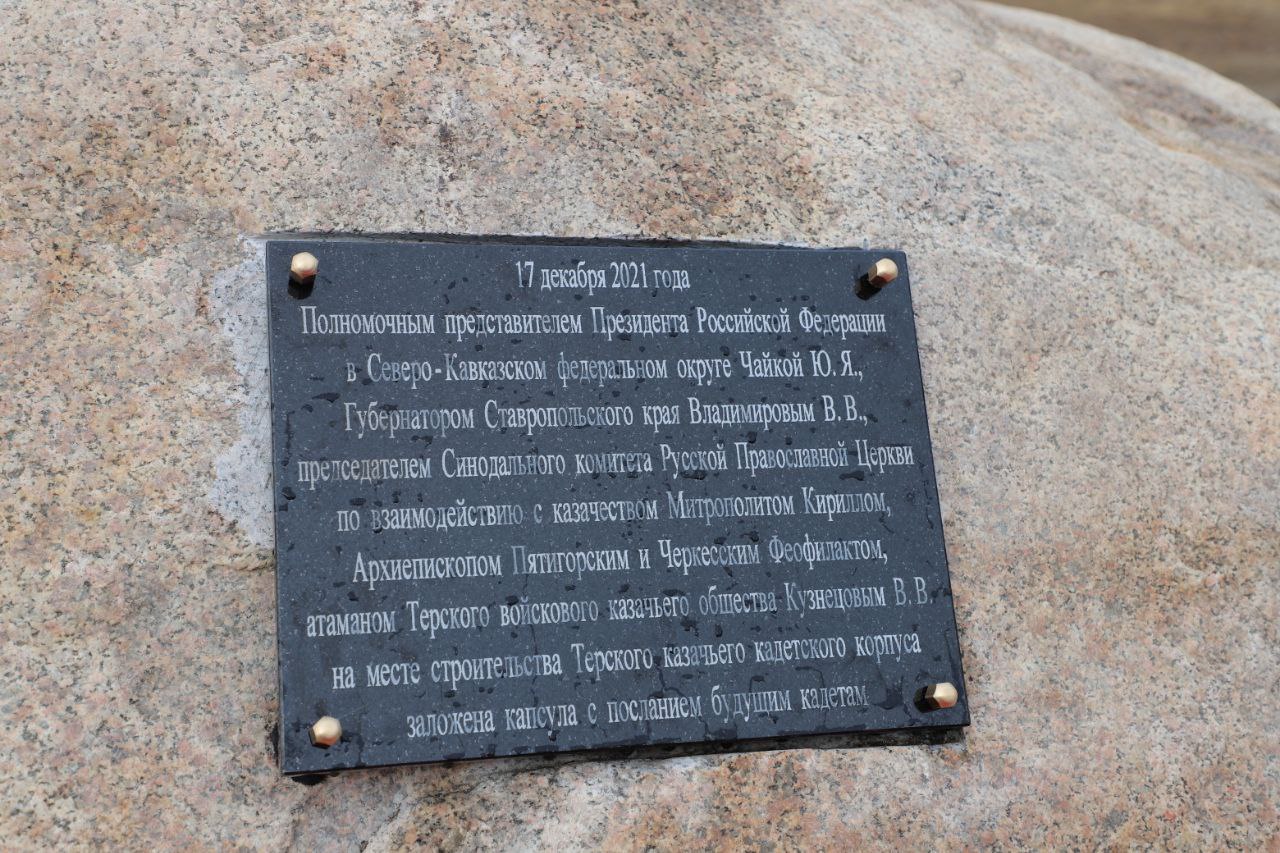 17 декабря 2021 года
Полномочным представителем Президента Российской Федерации
в Северо-Кавказском федеральном округе Чайкой Ю.Я.,
Губернатором Ставропольского края Владимировым В.В.,
председателем Синодального комитета Русской Православной Церкви
по взаимодействию с казачеством Митрополитом Кириллом,
Архиепископом Пятигорским и Черкесским Феофилактом,
атаманом Терского войскового казачьего общества Кузнецовым В.В.
на месте строительства Терского казачьего кадетского корпуса
заложена капсула с посланием будущим кадетам